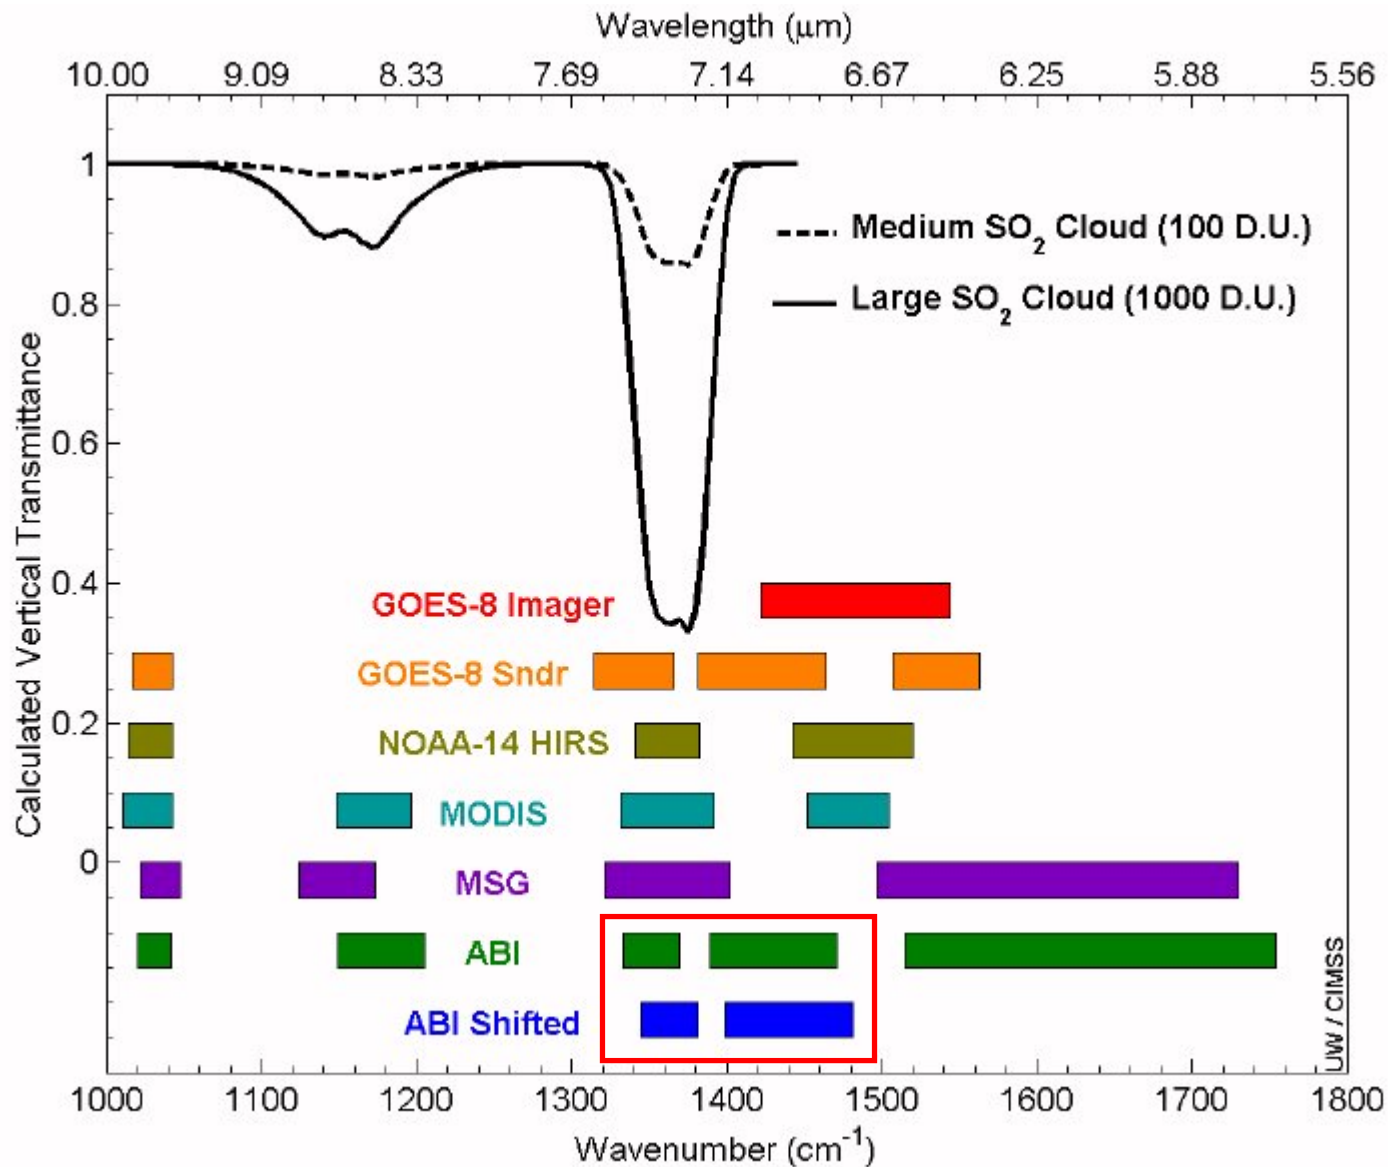 Wavelength (μm)
10.00 9.09 8.33 7.69 7.14 6.67 6.25 5.88 5.56
Calculated Vertical Transmittance
1
0.8
0.6
0.4
0.2
0
Medium SO₂ Cloud (100 D.U.)
Large SO₂ Cloud (1000 D.U.)
GOES-8 Imager
GOES-8 Sndr
NOAA-14 HIRS
MODIS
MSG
ABI
ABI Shifted
UW / CIMSS
1000 1100 1200 1300 1400 1500 1600 1700 1800
Wavenumber (cm⁻¹)